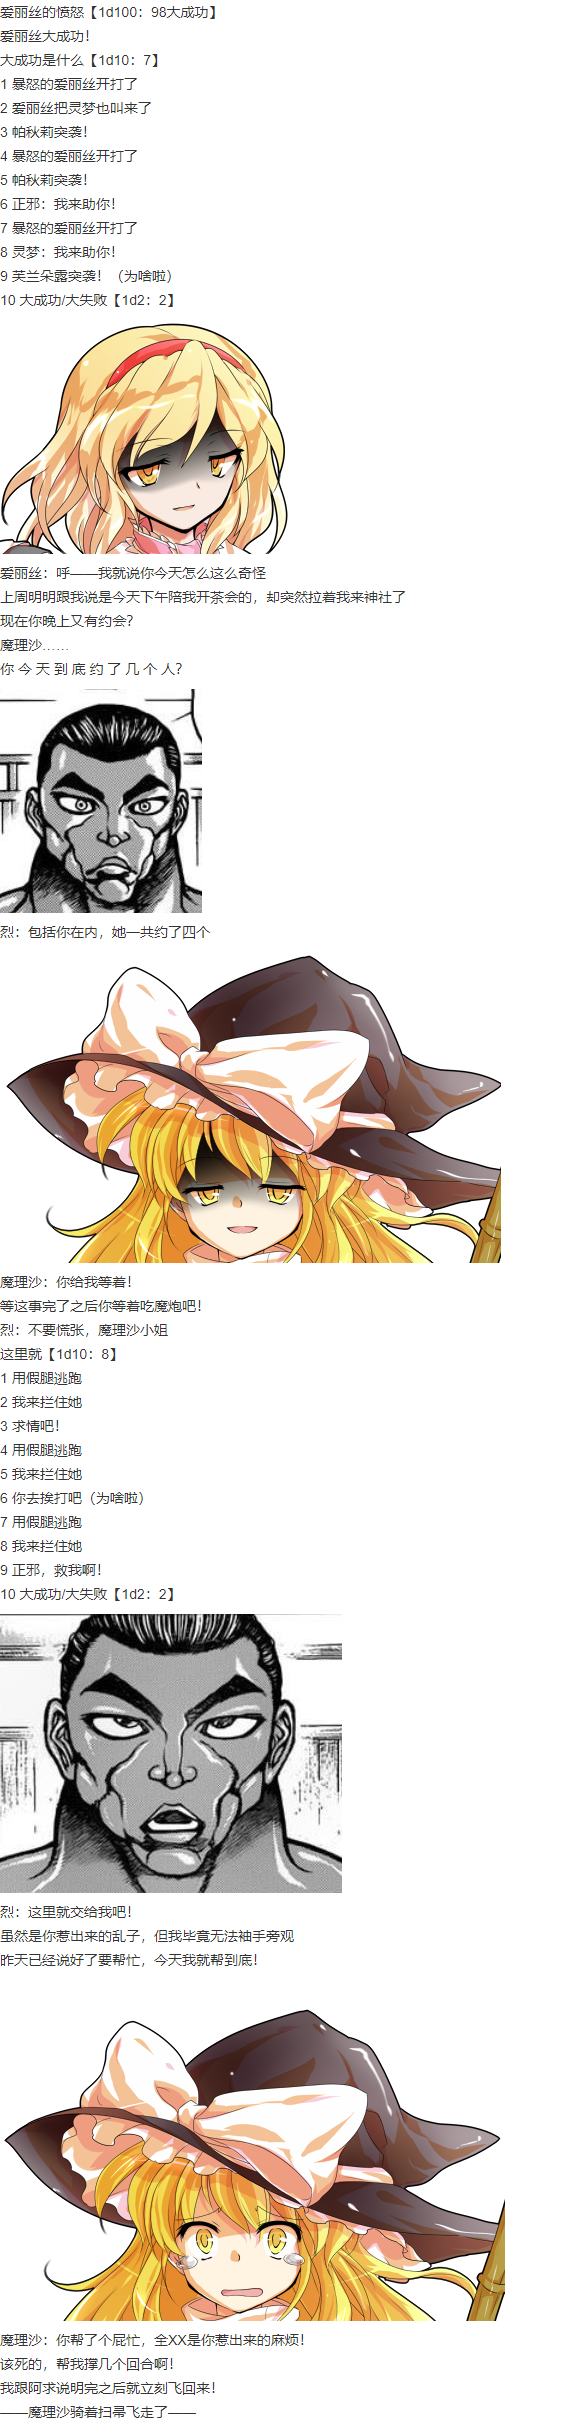 爱丽丝的愤怒【1d100：98大成功】
爱丽丝大成功！
大成功是什么【1d10：7】
1 暴怒的爱丽丝开打了
2 爱丽丝把灵梦也叫来了
3 帕秋莉突袭！
4 暴怒的爱丽丝开打了
5 帕秋莉突袭！
6 正邪：我来助你！
7 暴怒的爱丽丝开打了
8 灵梦：我来助你！
9 芙兰朵露突袭！（为啥啦）
10 大成功/大失败【1d2：2】
爱丽丝：呼——我就说你今天怎么这么奇怪
上周明明跟我说是今天下午陪我开茶会的，却突然拉着我来神社了
现在你晚上又有约会？
魔理沙……
你 今 天 到 底 约 了 几 个 人？
烈：包括你在内，她一共约了四个
魔理沙：你给我等着！
等这事完了之后你等着吃魔炮吧！
烈：不要慌张，魔理沙小姐
这里就【1d10：8】
1 用假腿逃跑
2 我来拦住她
3 求情吧！
4 用假腿逃跑
5 我来拦住她
6 你去挨打吧（为啥啦）
7 用假腿逃跑
8 我来拦住她
9 正邪，救我啊！
10 大成功/大失败【1d2：2】
烈：这里就交给我吧！
虽然是你惹出来的乱子，但我毕竟无法袖手旁观
昨天已经说好了要帮忙，今天我就帮到底！
魔理沙：你帮了个屁忙，全XX是你惹出来的麻烦！
该死的，帮我撑几个回合啊！
我跟阿求说明完之后就立刻飞回来！
——魔理沙骑着扫帚飞走了——